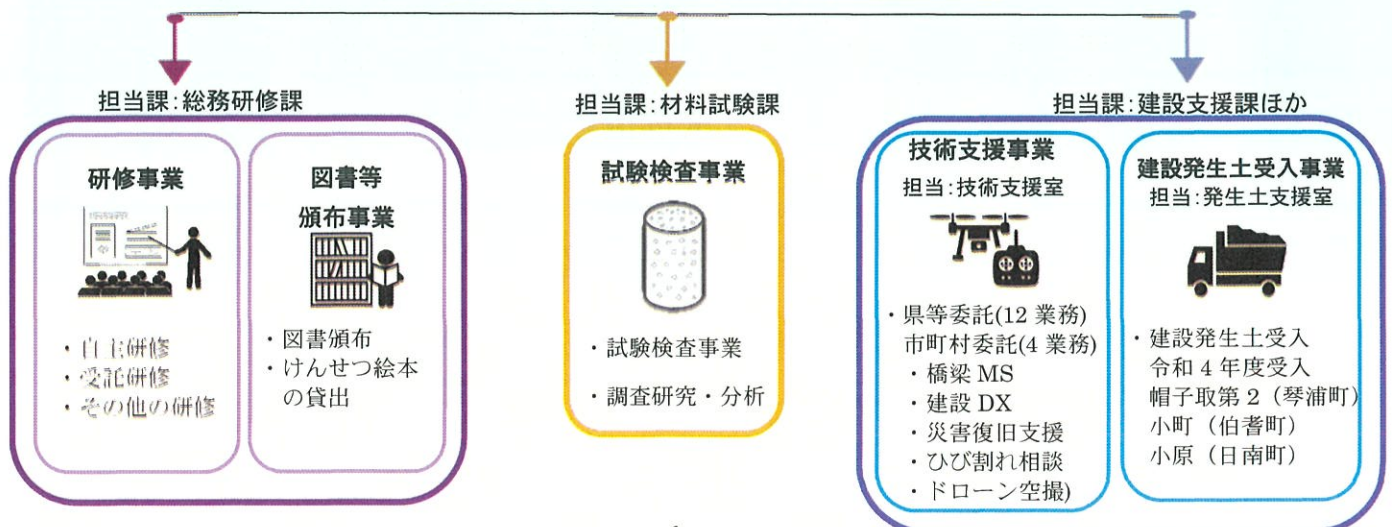 担当課:総務研修課
研修事業
・自主研修
・受託研修
・その他の研修
図書等
頒布事業
・図書頒布
・けんせつ絵本
の貸出
担当課:材料試験課
試験検査事業
・試験検査事業
・調査研究・分析
担当課:建設支援課ほか
技術支援事業
担当:技術支援室
・県等委託(12 業務)
市町村委託(4 業務)
・橋梁 MS
・建設 DX
・災害復旧支援
・ひび割れ相談
・ドローン空撮)
建設発生土受入事業
担当:発生土支援室
・建設発生土受入
令和 4 年度受入
帽子取第 2（琴浦町）
小町（伯耆町）
小原（日南町）